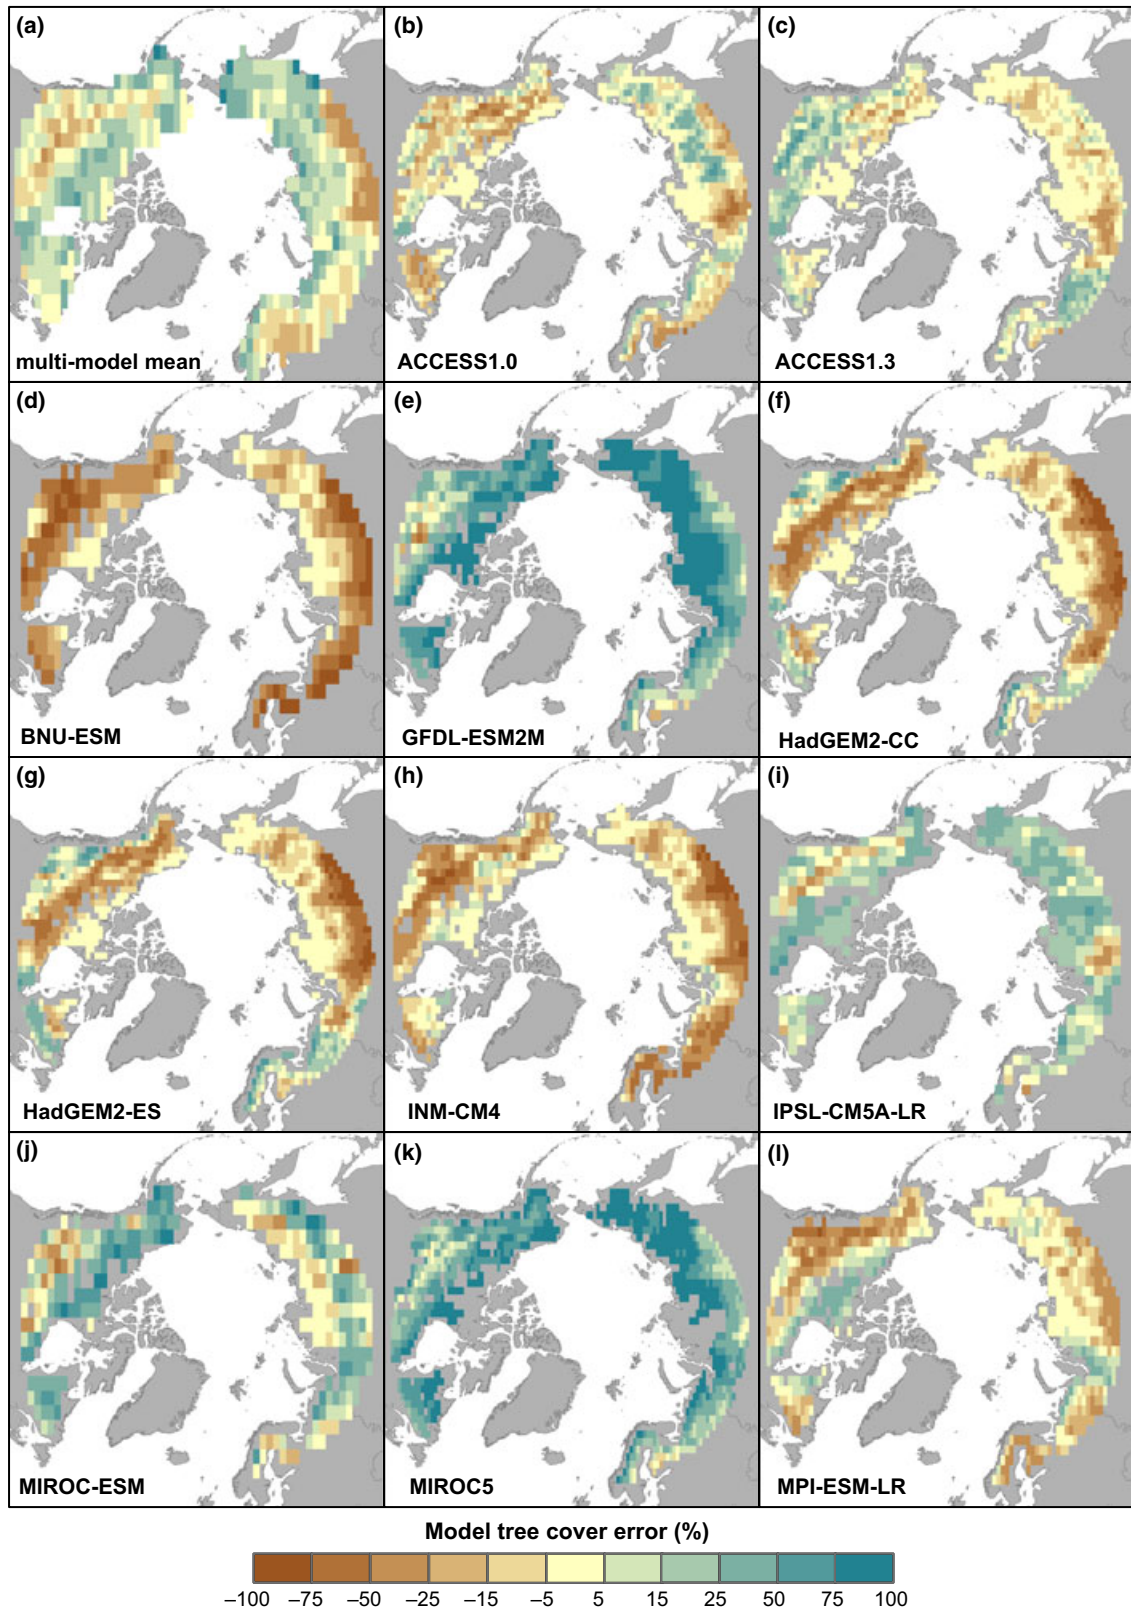 (a)
multi-model mean
(b)
ACCESS1.0
(c)
ACCESS1.3
(d)
BNU-ESM
(e)
GFDL-ESM2M
(f)
HadGEM2-CC
(g)
HadGEM2-ES
(h)
INM-CM4
(i)
IPSL-CM5A-LR
(j)
MIROC-ESM
(k)
MIROC5
(l)
MPI-ESM-LR
Model tree cover error (%)
–100 –75 –50 –25 –15 –5 5 15 25 50 75 100